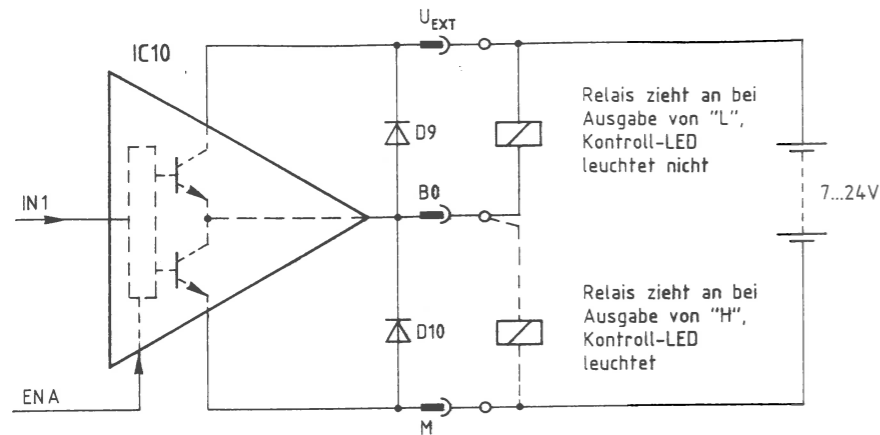 U_EXT
IC10
Relais zieht an bei
Ausgabe von "L",
Kontroll-LED
leuchtet nicht
D9
IN1
B0
7...24V
D10
Relais zieht an bei
Ausgabe von "H",
Kontroll-LED
leuchtet
ENA
M